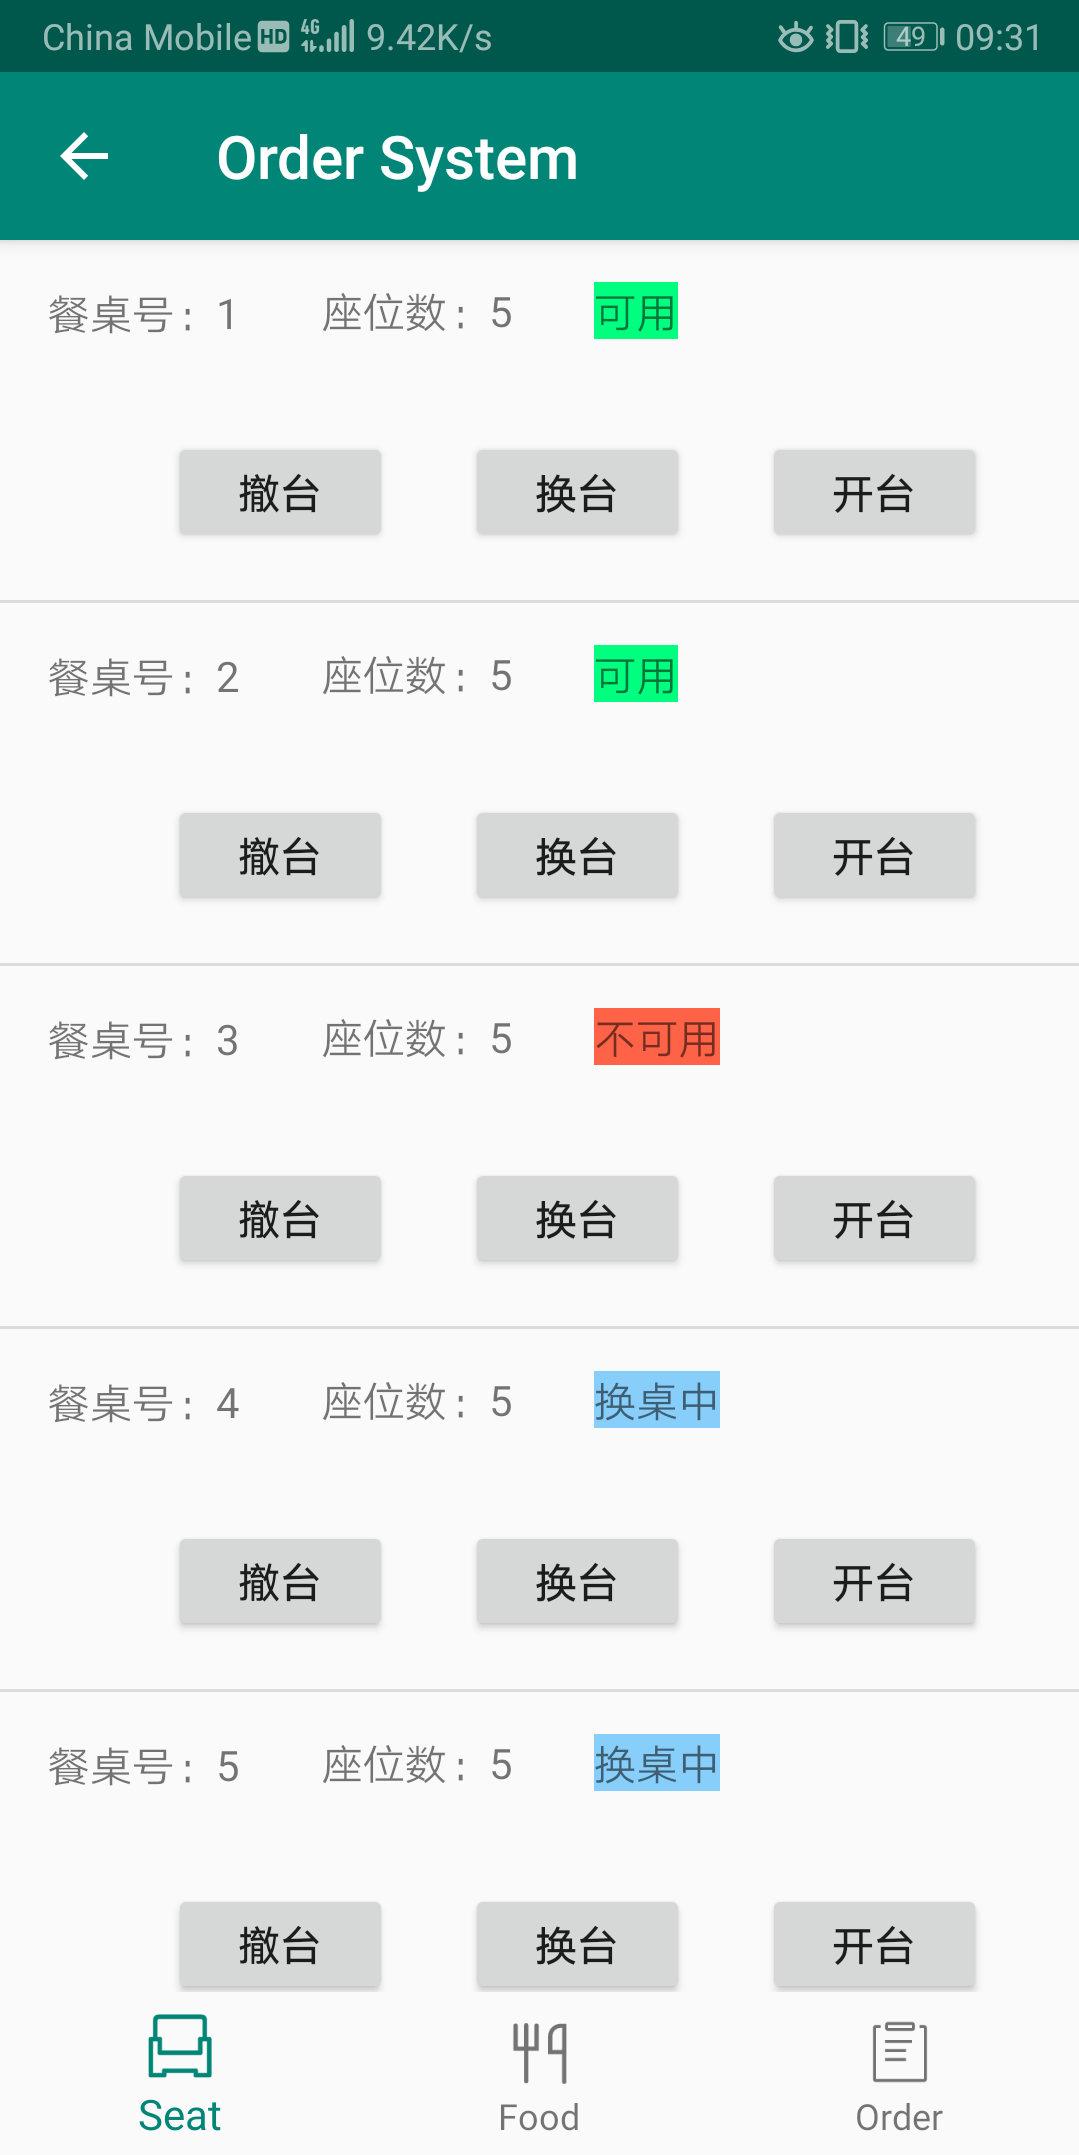 China Mobile HD 4G 9.42K/s 49 09:31
Order System
餐桌号: 1 座位数: 5 可用
撤台 换台 开台
餐桌号: 2 座位数: 5 可用
撤台 换台 开台
餐桌号: 3 座位数: 5 不可用
撤台 换台 开台
餐桌号: 4 座位数: 5 换桌中
撤台 换台 开台
餐桌号: 5 座位数: 5 换桌中
撤台 换台 开台
Seat Food Order